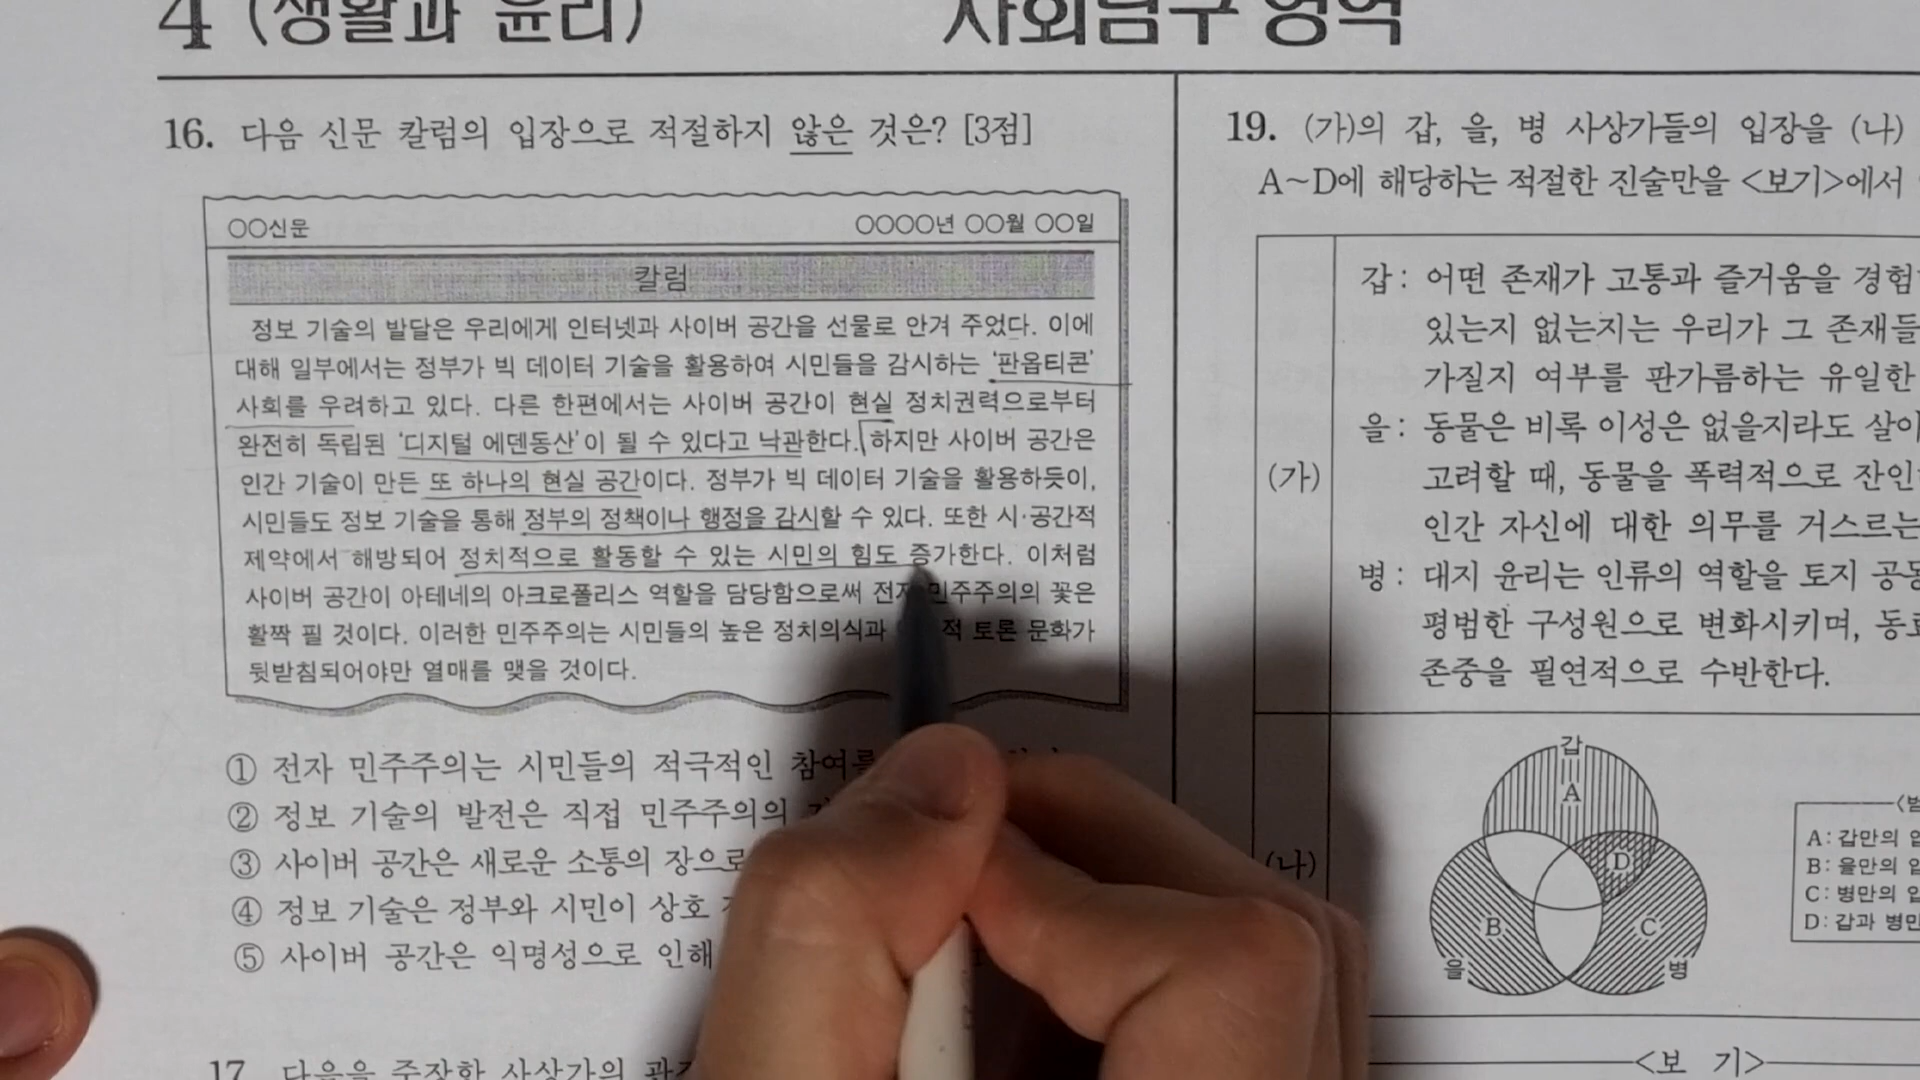 4 (생활과 윤리)
사회탐구 영역
16. 다음 신문 칼럼의 입장으로 적절하지 않은 것은? [3점]
○○신문
○○○○년 ○○월 ○○일
칼럼
정보 기술의 발달은 우리에게 인터넷과 사이버 공간을 선물로 안겨 주었다. 이에
대해 일부에서는 정부가 빅 데이터 기술을 활용하여 시민들을 감시하는 '판옵티콘'
사회를 우려하고 있다. 다른 한편에서는 사이버 공간이 현실 정치권력으로부터
완전히 독립된 '디지털 에덴동산'이 될 수 있다고 낙관한다. 하지만 사이버 공간은
인간 기술이 만든 또 하나의 현실 공간이다. 정부가 빅 데이터 기술을 활용하듯이,
시민들도 정보 기술을 통해 정부의 정책이나 행정을 감시할 수 있다. 또한 시·공간적
제약에서 해방되어 정치적으로 활동할 수 있는 시민의 힘도 증가한다. 이처럼
사이버 공간이 아테네의 아크로폴리스 역할을 담당함으로써 전자 민주주의의 꽃은
활짝 필 것이다. 이러한 민주주의는 시민들의 높은 정치의식과 적 토론 문화가
뒷받침되어야만 열매를 맺을 것이다.
① 전자 민주주의는 시민들의 적극적인 참여를
② 정보 기술의 발전은 직접 민주주의의
③ 사이버 공간은 새로운 소통의 장으로
④ 정보 기술은 정부와 시민이 상호
⑤ 사이버 공간은 익명성으로 인해
17. 다음을 주장한 사상가의
19. (가)의 갑, 을, 병 사상가들의 입장을 (나)
A~D에 해당하는 적절한 진술만을 <보기>에서
(가)
갑: 어떤 존재가 고통과 즐거움을 경험
있는지 없는지는 우리가 그 존재들
가질지 여부를 판가름하는 유일한
을: 동물은 비록 이성은 없을지라도
고려할 때, 동물을 폭력적으로
인간 자신에 대한 의무를 거스르는
병: 대지 윤리는 인류의 역할을 토지
평범한 구성원으로 변화시키며,
존중을 필연적으로 수반한다.
(나)
갑
A
D
B
C
을
병
A: 갑만의
B: 을만의
C: 병만의
D: 갑과 병만
<보 기>